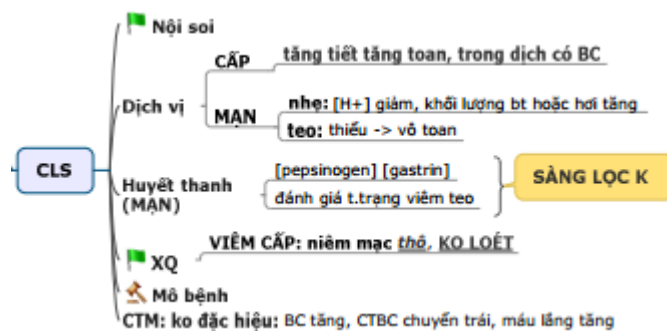 CLS
Nội soi
Dịch vị
CẤP
tăng tiết tăng toan, trong dịch có BC
MẠN
nhẹ: [H+] giảm, khối lượng bt hoặc hơi tăng
teo: thiếu -> vô toan
Huyết thanh
(MẠN)
[pepsinogen] [gastrin]
đánh giá t.trạng viêm teo
SÀNG LỌC K
XQ
VIÊM CẤP: niêm mạc thô, KO LOÉT
Mô bệnh
CTM: ko đặc hiệu: BC tăng, CTBC chuyển trái, máu lắng tăng